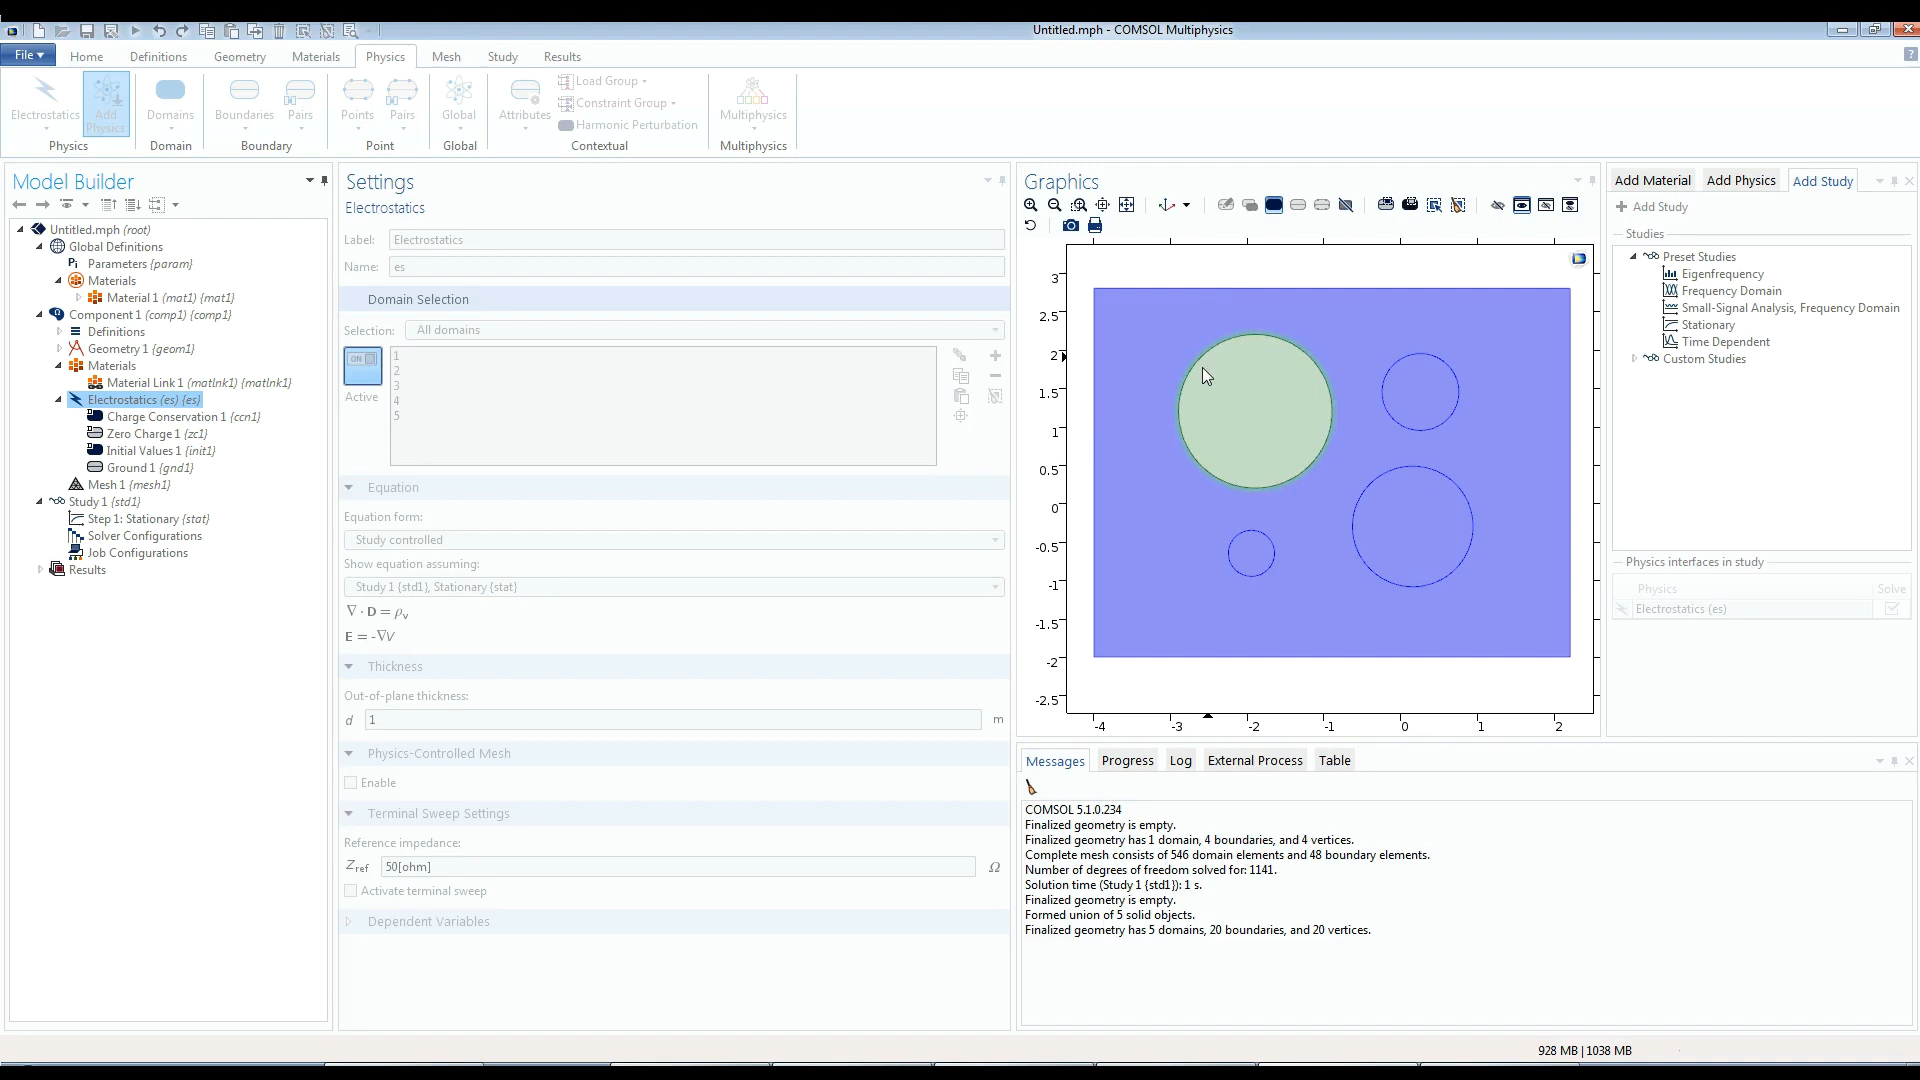 Untitled.mph - COMSOL Multiphysics
File
Home
Definitions
Geometry
Materials
Physics
Mesh
Study
Results
Electrostatics
Add Physics
Domains
Boundaries
Pairs
Points
Pairs
Global
Attributes
Load Group
Constraint Group
Harmonic Perturbation
Multiphysics
Physics
Domain
Boundary
Point
Global
Contextual
Multiphysics
Model Builder
Untitled.mph (root)
Global Definitions
Pi Parameters {param}
Materials
Material 1 (mat1) {mat1}
Component 1 (comp1) {comp1}
Definitions
Geometry 1 {geom1}
Materials
Material Link 1 (matlnk1) {matlnk1}
Electrostatics (es) {es}
Charge Conservation 1 {ccn1}
Zero Charge 1 {zc1}
Initial Values 1 {init1}
Ground 1 {gnd1}
Mesh 1 {mesh1}
Study 1 {std1}
Step 1: Stationary {stat}
Solver Configurations
Job Configurations
Results
Settings
Electrostatics
Label: Electrostatics
Name: es
Domain Selection
Selection: All domains
ON
Active
1
2
3
4
5
Equation
Equation form:
Study controlled
Show equation assuming:
Study 1 {std1}, Stationary {stat}
∇ · D = ρv
E = -∇V
Thickness
Out-of-plane thickness:
d 1 m
Physics-Controlled Mesh
Enable
Terminal Sweep Settings
Reference impedance:
Zref 50[ohm] Ω
Activate terminal sweep
Dependent Variables
Graphics
3
2.5
2
1.5
1
0.5
0
-0.5
-1
-1.5
-2
-2.5
-4 -3 -2 -1 0 1 2
Messages
Progress
Log
External Process
Table
COMSOL 5.1.0.234
Finalized geometry is empty.
Finalized geometry has 1 domain, 4 boundaries, and 4 vertices.
Complete mesh consists of 546 domain elements and 48 boundary elements.
Number of degrees of freedom solved for: 1141.
Solution time (Study 1 {std1}): 1 s.
Finalized geometry is empty.
Formed union of 5 solid objects.
Finalized geometry has 5 domains, 20 boundaries, and 20 vertices.
Add Material
Add Physics
Add Study
+ Add Study
Studies
Preset Studies
Eigenfrequency
Frequency Domain
Small-Signal Analysis, Frequency Domain
Stationary
Time Dependent
Custom Studies
Physics interfaces in study
Physics Solve
Electrostatics (es)
928 MB | 1038 MB